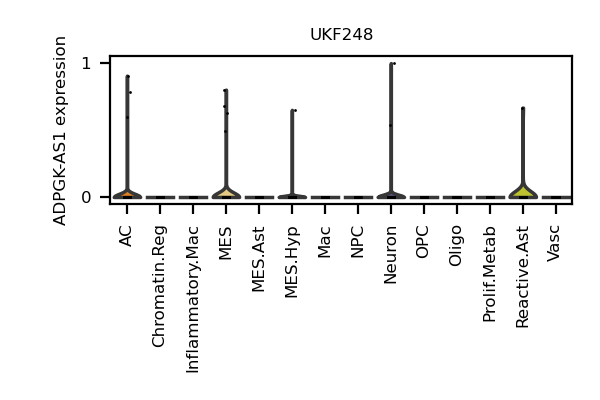 UKF248
ADPGK-AS1 expression
1
0
AC
Chromatin.Reg
Inflammatory.Mac
MES
MES.Ast
MES.Hyp
Mac
NPC
Neuron
OPC
Oligo
Prolif.Metab
Reactive.Ast
Vasc